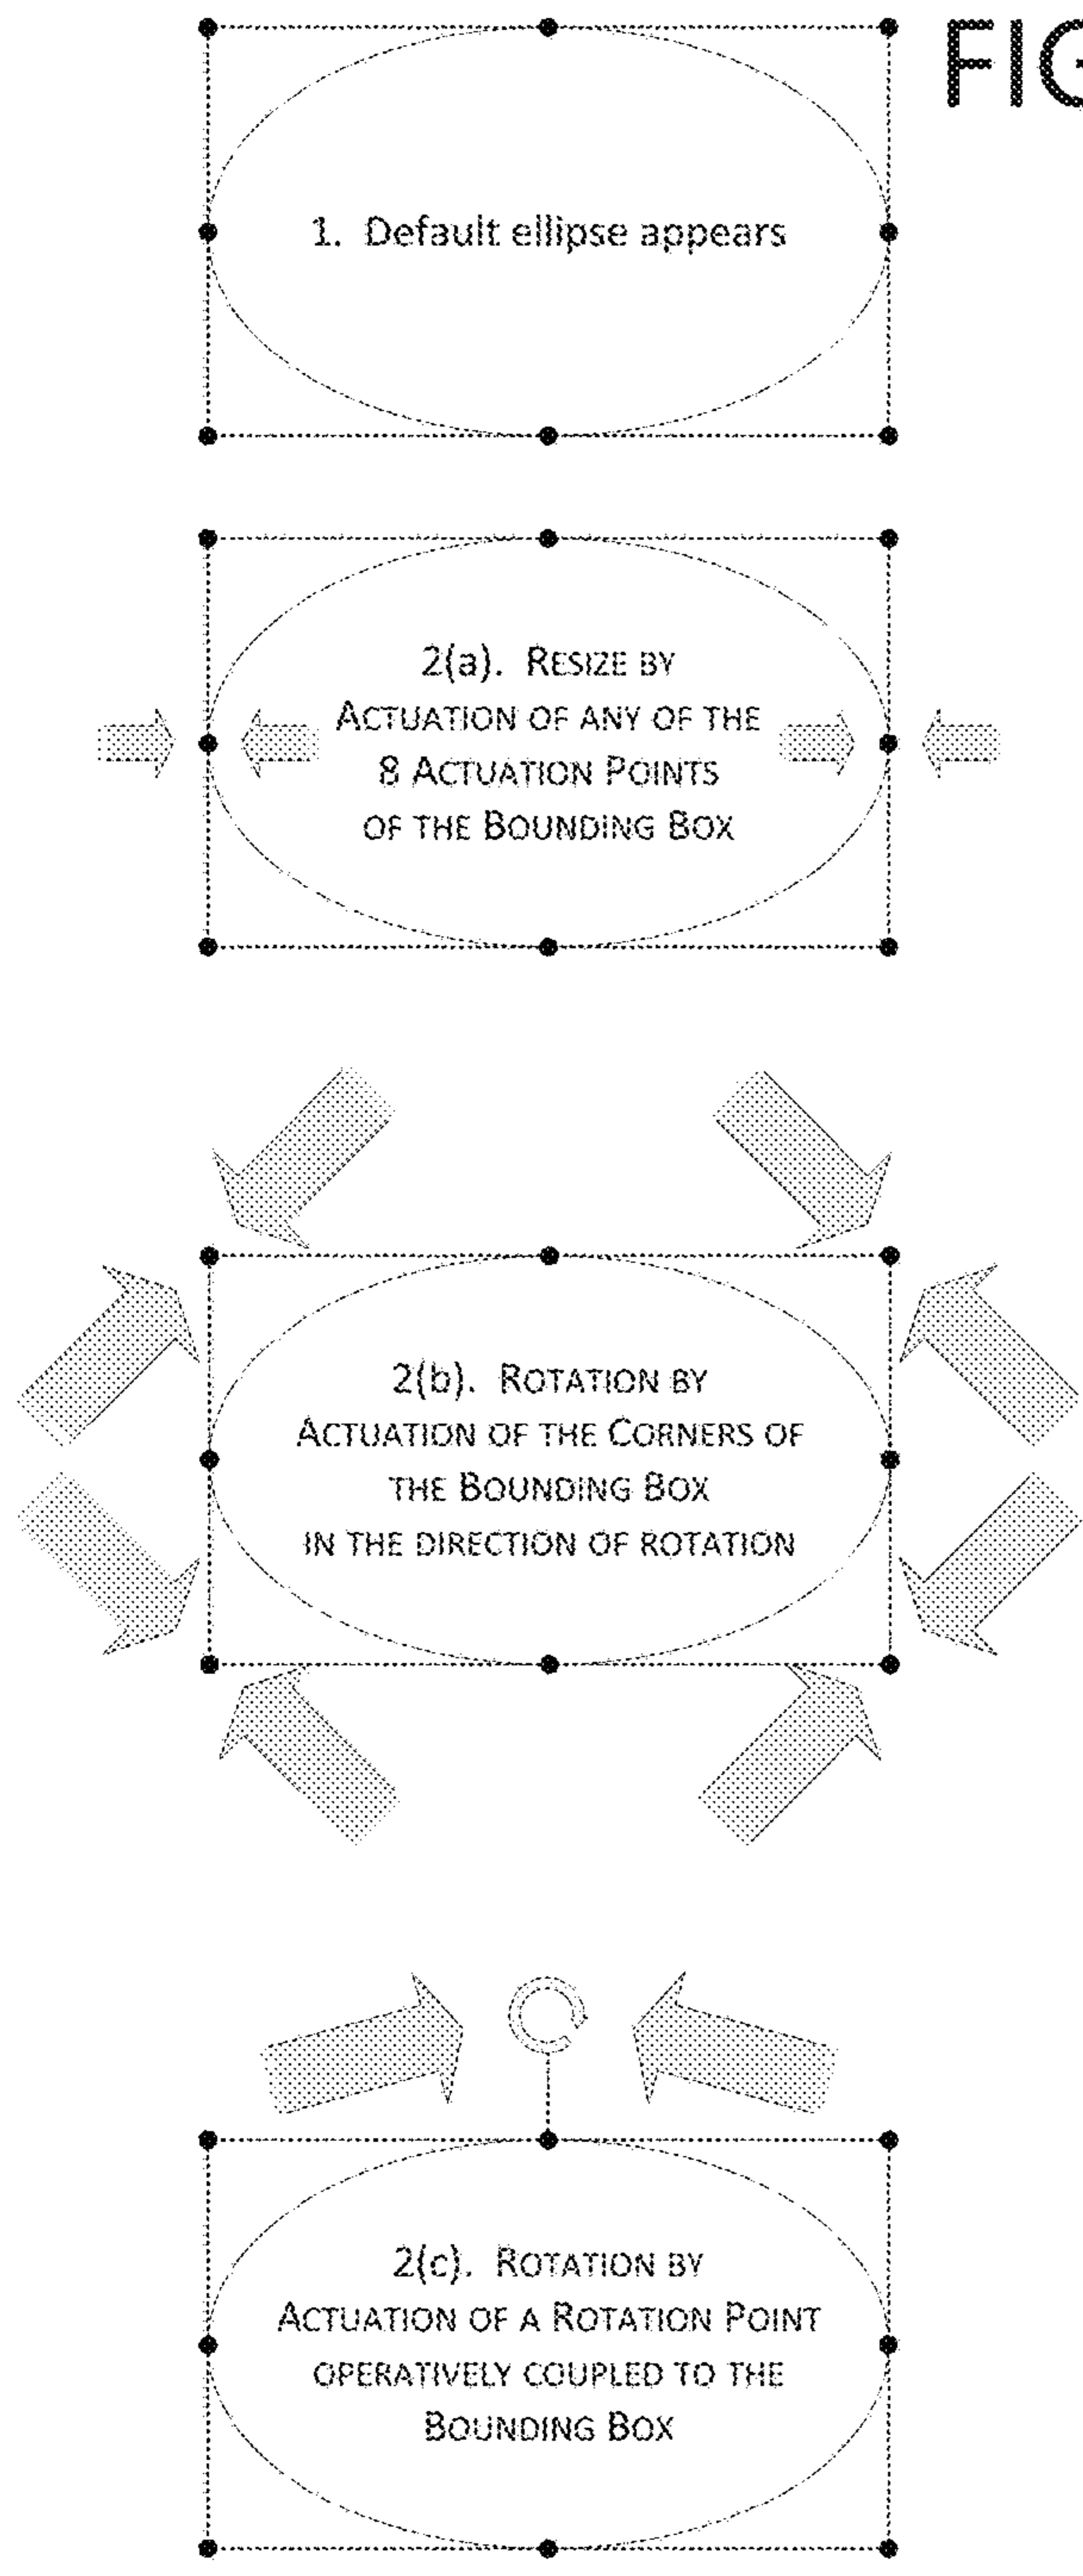 FIG
1. Default ellipse appears
2(a). RESIZE BY
ACTUATION OF ANY OF THE
8 ACTUATION POINTS
OF THE BOUNDING BOX
2(b). ROTATION BY
ACTUATION OF THE CORNERS OF
THE BOUNDING BOX
IN THE DIRECTION OF ROTATION
2(c). ROTATION BY
ACTUATION OF A ROTATION POINT
OPERATIVELY COUPLED TO THE
BOUNDING BOX